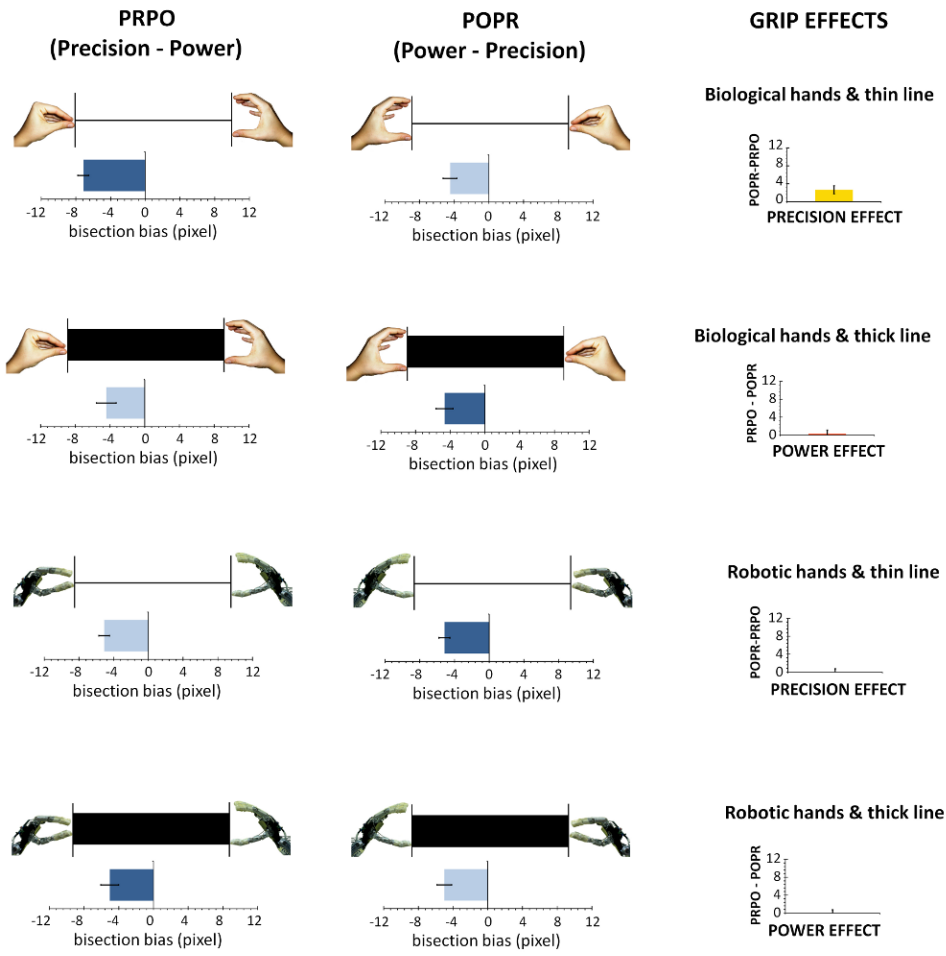 PRPO
(Precision - Power)
POPR
(Power - Precision)
GRIP EFFECTS
-12 -8 -4 0 4 8 12
bisection bias (pixel)
-12 -8 -4 0 4 8 12
bisection bias (pixel)
Biological hands & thin line
POPR-PRPO
12
8
4
0
PRECISION EFFECT
-12 -8 -4 0 4 8 12
bisection bias (pixel)
-12 -8 -4 0 4 8 12
bisection bias (pixel)
Biological hands & thick line
PRPO - POPR
12
8
4
0
POWER EFFECT
-12 -8 -4 0 4 8 12
bisection bias (pixel)
-12 -8 -4 0 4 8 12
bisection bias (pixel)
Robotic hands & thin line
POPR-PRPO
12
8
4
0
PRECISION EFFECT
-12 -8 -4 0 4 8 12
bisection bias (pixel)
-12 -8 -4 0 4 8 12
bisection bias (pixel)
Robotic hands & thick line
PRPO - POPR
12
8
4
0
POWER EFFECT